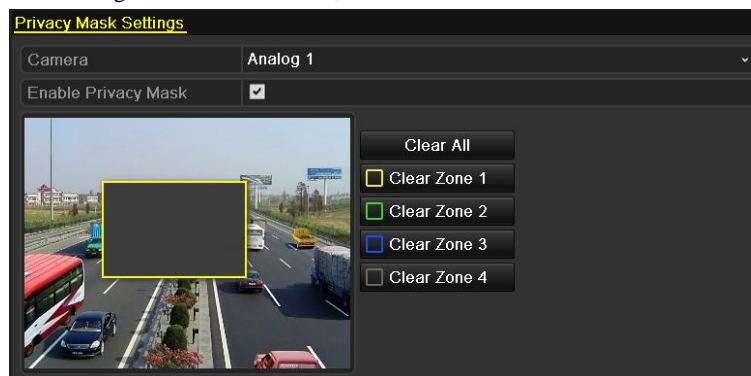 Privacy Mask Settings
Camera
Analog 1
Enable Privacy Mask
Clear All
Clear Zone 1
Clear Zone 2
Clear Zone 3
Clear Zone 4